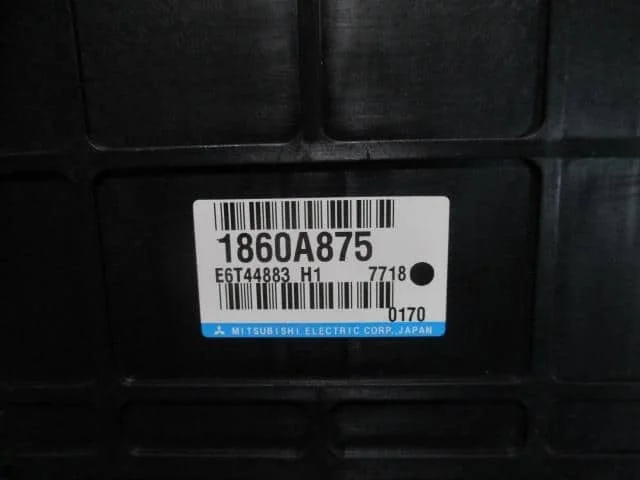 1860A875
E6T44883 H1 7718
0170
MITSUBISHI ELECTRIC CORP., JAPAN